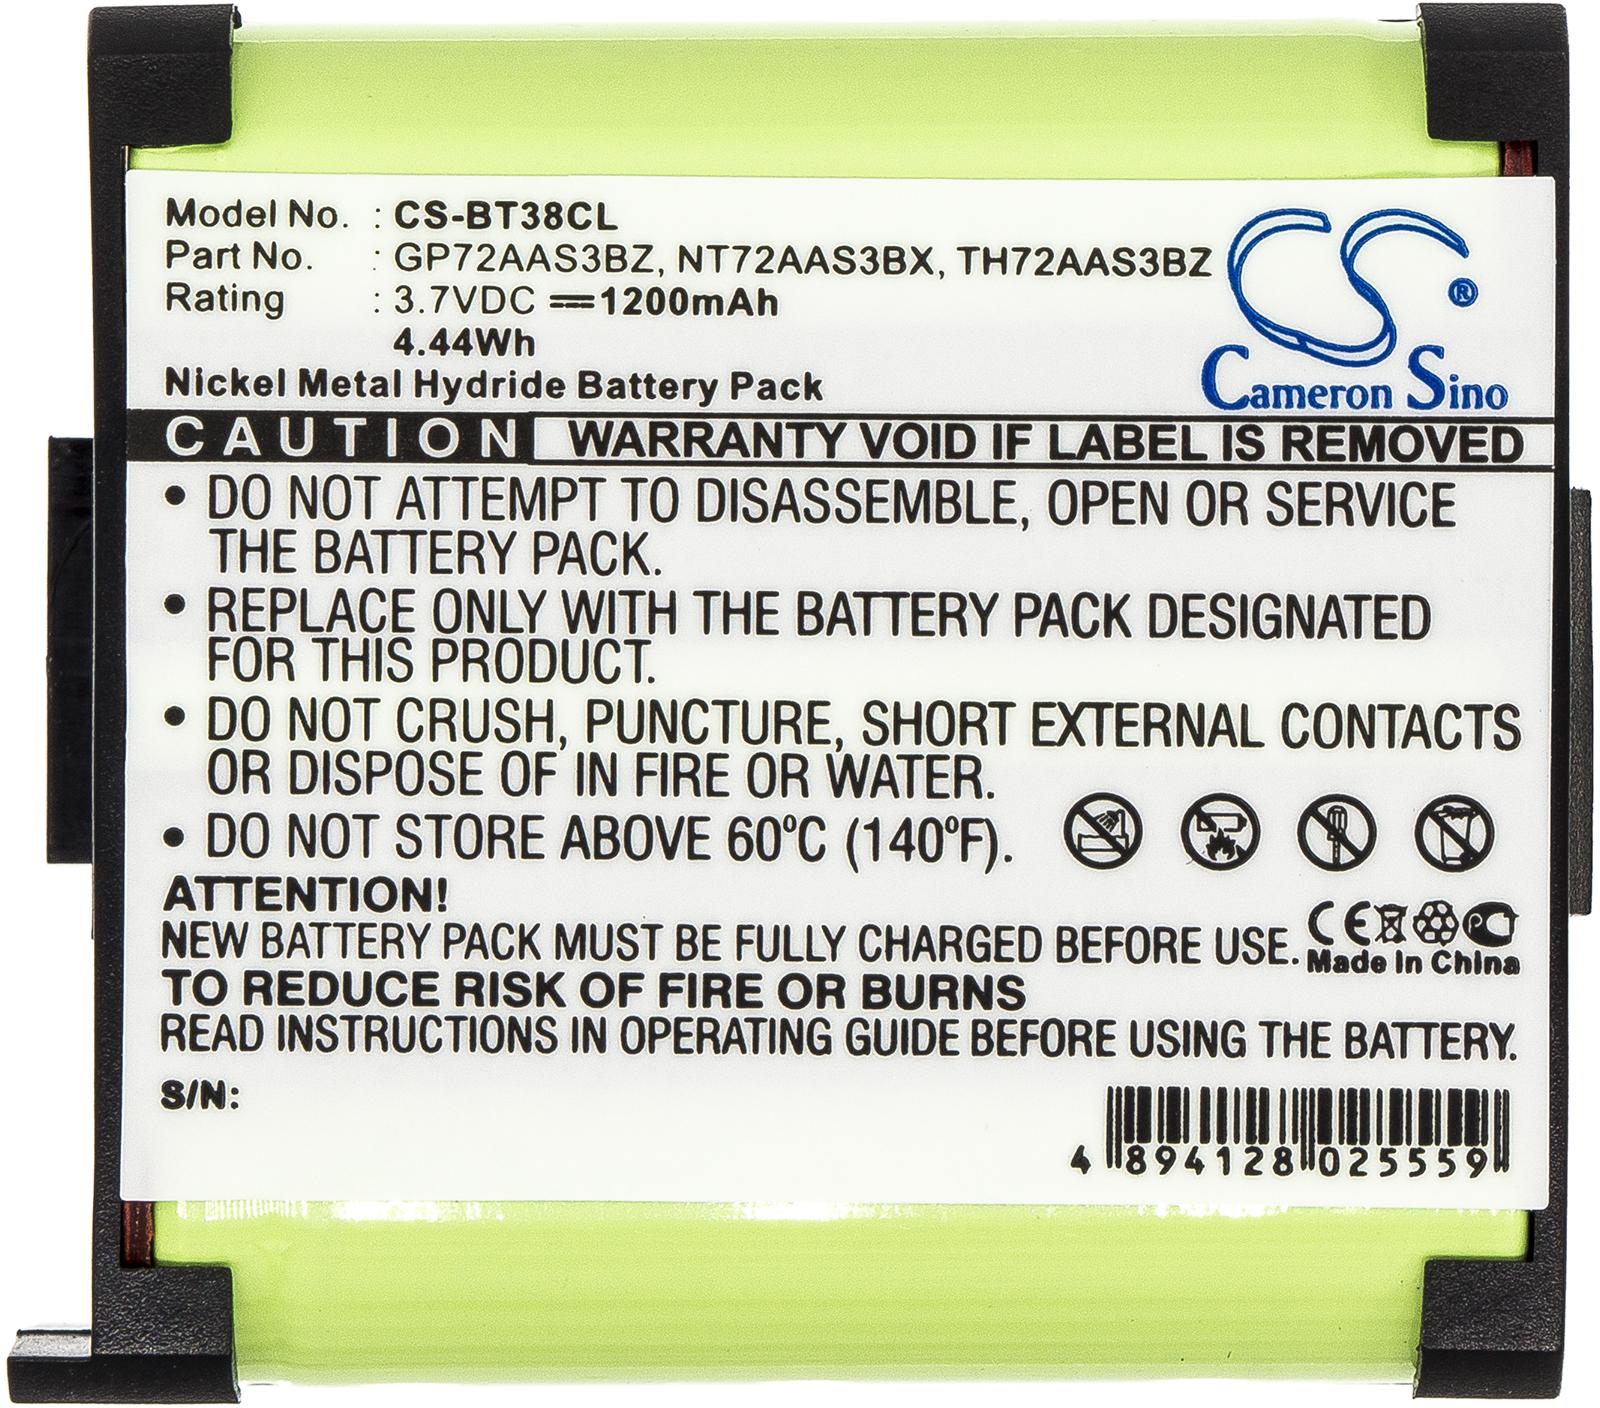 Model No. : CS-BT38CL
Part No. : GP72AAS3BZ, NT72AAS3BX, TH72AAS3BZ
Rating : 3.7VDC 1200mAh
4.44Wh
Nickel Metal Hydride Battery Pack
CS®
Cameron Sino
CAUTION WARRANTY VOID IF LABEL IS REMOVED
• DO NOT ATTEMPT TO DISASSEMBLE, OPEN OR SERVICE
THE BATTERY PACK.
• REPLACE ONLY WITH THE BATTERY PACK DESIGNATED
FOR THIS PRODUCT.
• DO NOT CRUSH, PUNCTURE, SHORT EXTERNAL CONTACTS
OR DISPOSE OF IN FIRE OR WATER.
• DO NOT STORE ABOVE 60ºC (140ºF).
ATTENTION!
NEW BATTERY PACK MUST BE FULLY CHARGED BEFORE USE.
CE
Made In China
TO REDUCE RISK OF FIRE OR BURNS
READ INSTRUCTIONS IN OPERATING GUIDE BEFORE USING THE BATTERY.
S/N:
4 894128 025559